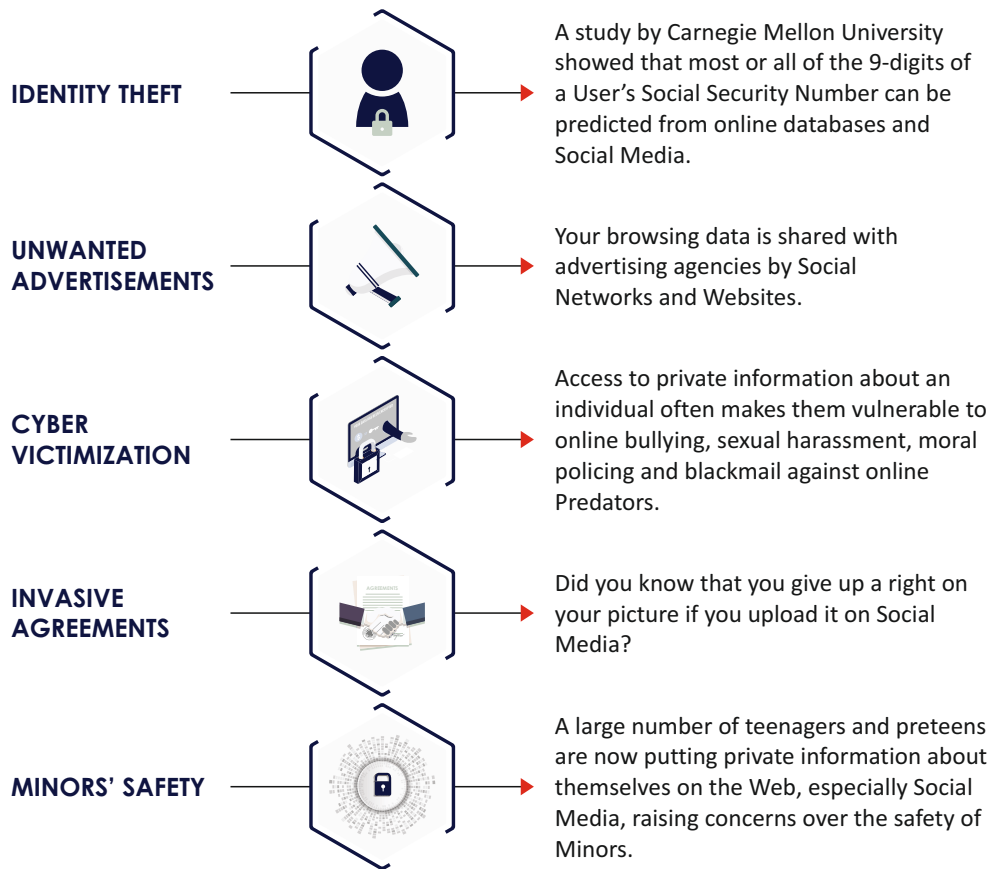 IDENTITY THEFT
A study by Carnegie Mellon University
showed that most or all of the 9-digits of
a User’s Social Security Number can be
predicted from online databases and
Social Media.
UNWANTED
ADVERTISEMENTS
Your browsing data is shared with
advertising agencies by Social
Networks and Websites.
CYBER
VICTIMIZATION
Access to private information about an
individual often makes them vulnerable to
online bullying, sexual harassment, moral
policing and blackmail against online
Predators.
INVASIVE
AGREEMENTS
AGREEMENTS
Did you know that you give up a right on
your picture if you upload it on Social
Media?
MINORS’ SAFETY
A large number of teenagers and preteens
are now putting private information about
themselves on the Web, especially Social
Media, raising concerns over the safety of
Minors.